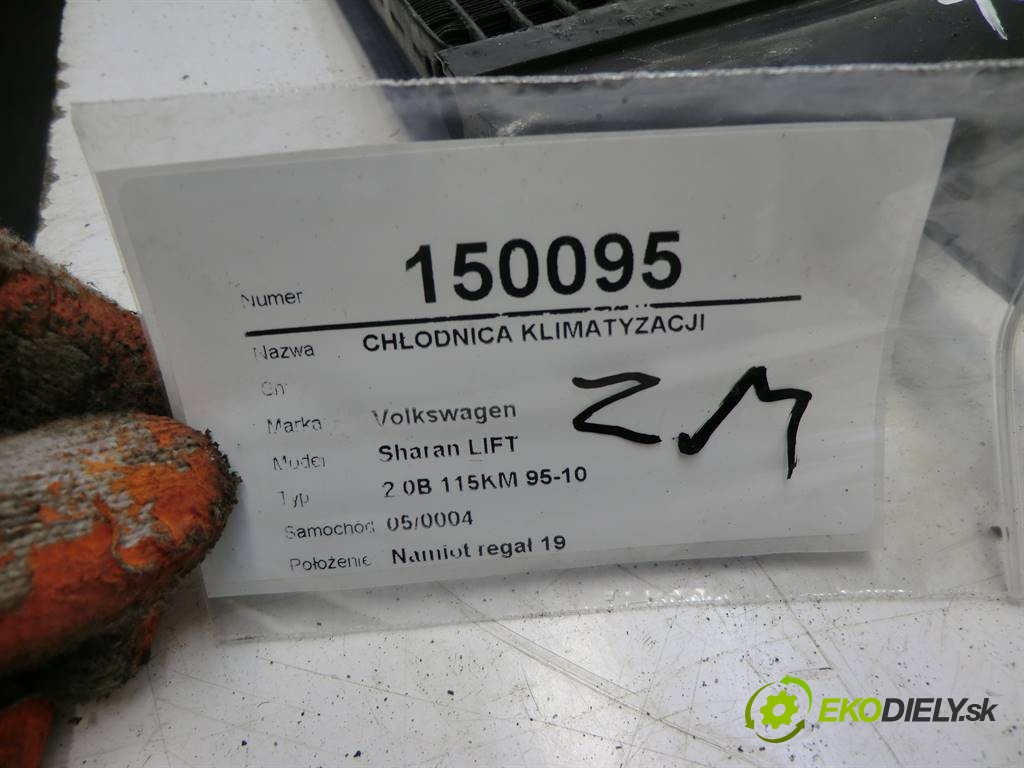 Numer 150095
Nazwa CHŁODNICA KLIMATYZACJI
Marka Volkswagen
Model Sharan LIFT
Typ 2.0B 115KM 95-10
Samochód 05/0004
Położenie Namiot regał 19
ZM
EKODIELY.sk